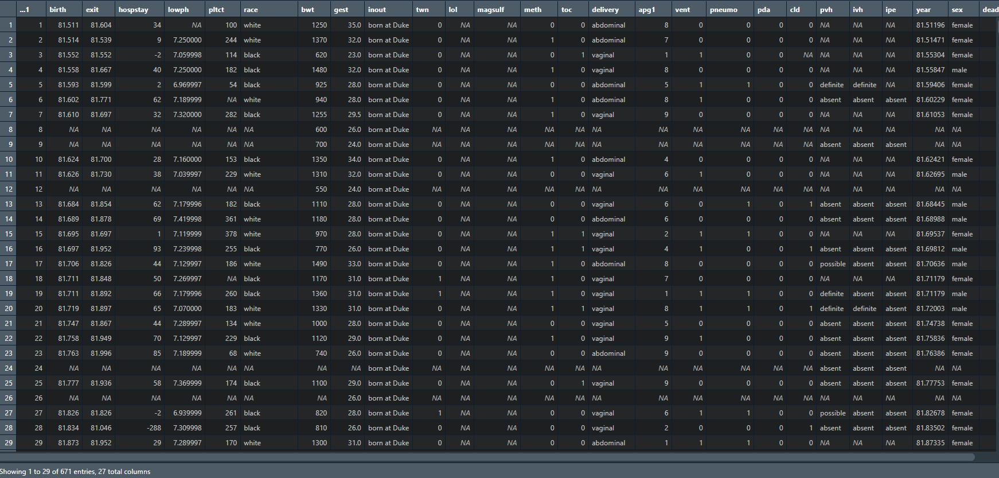 ...1 birth exit hospstay lowph pltct race bwt gest inout twn lol magsulf meth toc delivery apg1 vent pneumo pda cld pvh ivh ipe year sex dead
1 1 81.511 81.604 34 NA 100 white 1250 35.0 born at Duke 0 NA NA 0 0 abdominal 8 0 0 0 0 NA NA NA 81.51196 female
2 2 81.514 81.539 9 7.250000 244 white 1370 32.0 born at Duke 0 NA NA 1 0 abdominal 7 0 0 0 0 NA NA NA 81.51471 female
3 3 81.552 81.552 -2 7.059998 114 black 620 23.0 born at Duke 0 NA NA 0 1 vaginal 1 1 0 0 NA NA NA NA 81.55304 female
4 4 81.558 81.667 40 7.250000 182 black 1480 32.0 born at Duke 0 NA NA 1 0 vaginal 8 0 0 0 0 NA NA NA 81.55847 male
5 5 81.593 81.599 2 6.969997 54 black 925 28.0 born at Duke 0 NA NA 0 0 abdominal 5 1 1 0 0 definite definite NA 81.59406 female
6 6 81.602 81.771 62 7.189999 NA white 940 28.0 born at Duke 0 NA NA 1 0 abdominal 8 1 0 0 0 absent absent absent 81.60229 female
7 7 81.610 81.697 32 7.320000 282 black 1255 29.5 born at Duke 0 NA NA 1 0 vaginal 9 0 0 0 0 NA NA NA 81.61053 female
8 8 NA NA NA NA NA NA 600 26.0 born at Duke NA NA NA NA NA NA NA NA NA NA NA NA NA NA NA NA
9 9 NA NA NA NA NA NA 700 24.0 born at Duke NA NA NA NA NA NA NA NA NA NA NA absent absent absent NA NA
10 10 81.624 81.700 28 7.160000 153 black 1350 34.0 born at Duke 0 NA NA 1 0 abdominal 4 0 0 0 0 NA NA NA 81.62421 female
11 11 81.626 81.730 38 7.039997 229 white 1310 32.0 born at Duke 0 NA NA 0 0 vaginal 6 1 0 0 0 NA NA NA 81.62695 male
12 12 NA NA NA NA NA NA 550 24.0 born at Duke NA NA NA NA NA NA NA NA NA NA NA NA NA NA NA NA
13 13 81.684 81.854 62 7.179996 182 black 1110 28.0 born at Duke 0 NA NA 0 0 vaginal 6 0 1 0 1 absent absent absent 81.68445 male
14 14 81.689 81.878 69 7.419998 361 white 1180 28.0 born at Duke 0 NA NA 0 0 abdominal 6 0 0 0 0 absent absent absent 81.68988 male
15 15 81.695 81.697 1 7.119999 378 white 970 28.0 born at Duke 0 NA NA 1 1 vaginal 2 1 1 0 0 NA NA NA 81.69537 female
16 16 81.697 81.952 93 7.239998 255 black 770 26.0 born at Duke 0 NA NA 1 1 vaginal 4 1 0 0 1 absent absent absent 81.69812 male
17 17 81.706 81.826 44 7.129997 186 white 1490 33.0 born at Duke 0 NA NA 1 0 abdominal 8 0 0 0 0 possible absent absent 81.70636 male
18 18 81.711 81.848 50 7.269997 NA black 1170 31.0 born at Duke 1 NA NA 1 0 vaginal 7 0 0 0 0 NA NA NA 81.71179 female
19 19 81.711 81.892 66 7.179996 260 black 1360 31.0 born at Duke 1 NA NA 1 0 vaginal 1 1 1 0 0 definite absent absent 81.71179 male
20 20 81.719 81.897 65 7.070000 183 white 1330 31.0 born at Duke 0 NA NA 1 1 vaginal 8 1 1 0 1 definite definite absent 81.72003 male
21 21 81.747 81.867 44 7.289997 134 white 1000 28.0 born at Duke 0 NA NA 0 0 vaginal 5 0 0 0 0 absent absent absent 81.74738 female
22 22 81.758 81.949 70 7.129997 229 black 1120 29.0 born at Duke 0 NA NA 1 0 vaginal 9 1 0 0 0 absent absent absent 81.75836 female
23 23 81.763 81.996 85 7.189999 68 white 740 26.0 born at Duke 0 NA NA 0 0 abdominal 9 0 0 0 0 absent absent absent 81.76386 female
24 24 NA NA NA NA NA NA NA NA born at Duke NA NA NA NA NA NA NA NA NA NA NA absent absent absent NA NA
25 25 81.777 81.936 58 7.369999 174 black 1100 29.0 born at Duke 0 NA NA 0 1 vaginal 9 0 0 0 0 absent absent absent 81.77753 female
26 26 NA NA NA NA NA NA NA 26.0 born at Duke NA NA NA NA NA NA NA NA NA NA NA NA NA NA NA NA
27 27 81.826 81.826 -2 6.939999 261 black 820 28.0 born at Duke 1 NA NA 0 0 vaginal 6 1 1 0 0 possible absent absent 81.82678 female
28 28 81.834 81.046 -288 7.309998 257 black 810 26.0 born at Duke 0 NA NA 0 0 vaginal 2 0 0 0 1 absent absent absent 81.83502 female
29 29 81.873 81.952 29 7.289997 170 white 1300 31.0 born at Duke 0 NA NA 0 0 abdominal 1 1 1 0 0 NA NA NA 81.87335 female
Showing 1 to 29 of 671 entries, 27 total columns